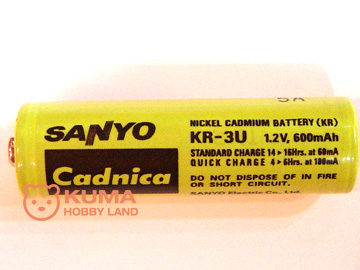 5A
NICKEL CADMIUM BATTERY (KR)
SANYO
KR-3U 1.2V, 600mAh
STANDARD CHARGE 14▶16Hrs. at 60mA
QUICK CHARGE 4▶6Hrs. at 180mA
Cadnica
DO NOT DISPOSE OF IN FIRE
OR SHORT CIRCUIT.
SANYO Electric Co., Ltd.
KUMA
HOBBY LAND